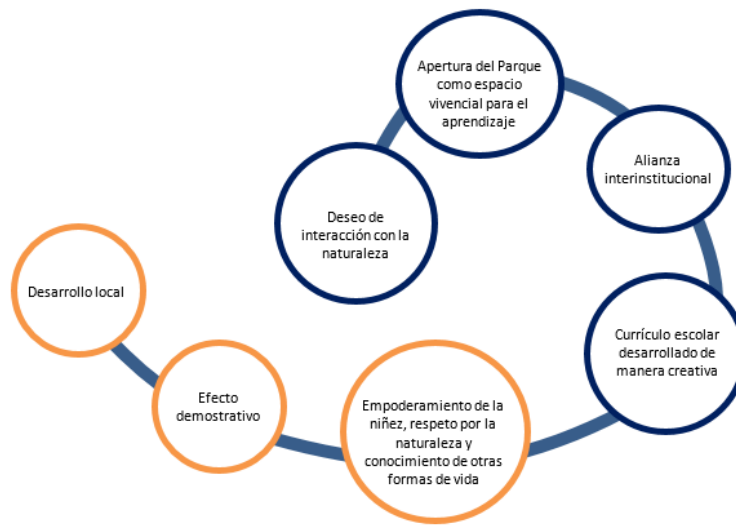 Apertura del Parque
como espacio
vivencial para el
aprendizaje
Alianza
interinstitucional
Deseo de
interacción con la
naturaleza
Desarrollo local
Currículo escolar
desarrollado de
manera creativa
Efecto
demostrativo
Empoderamiento de la
niñez, respeto por la
naturaleza y
conocimiento de otras
formas de vida